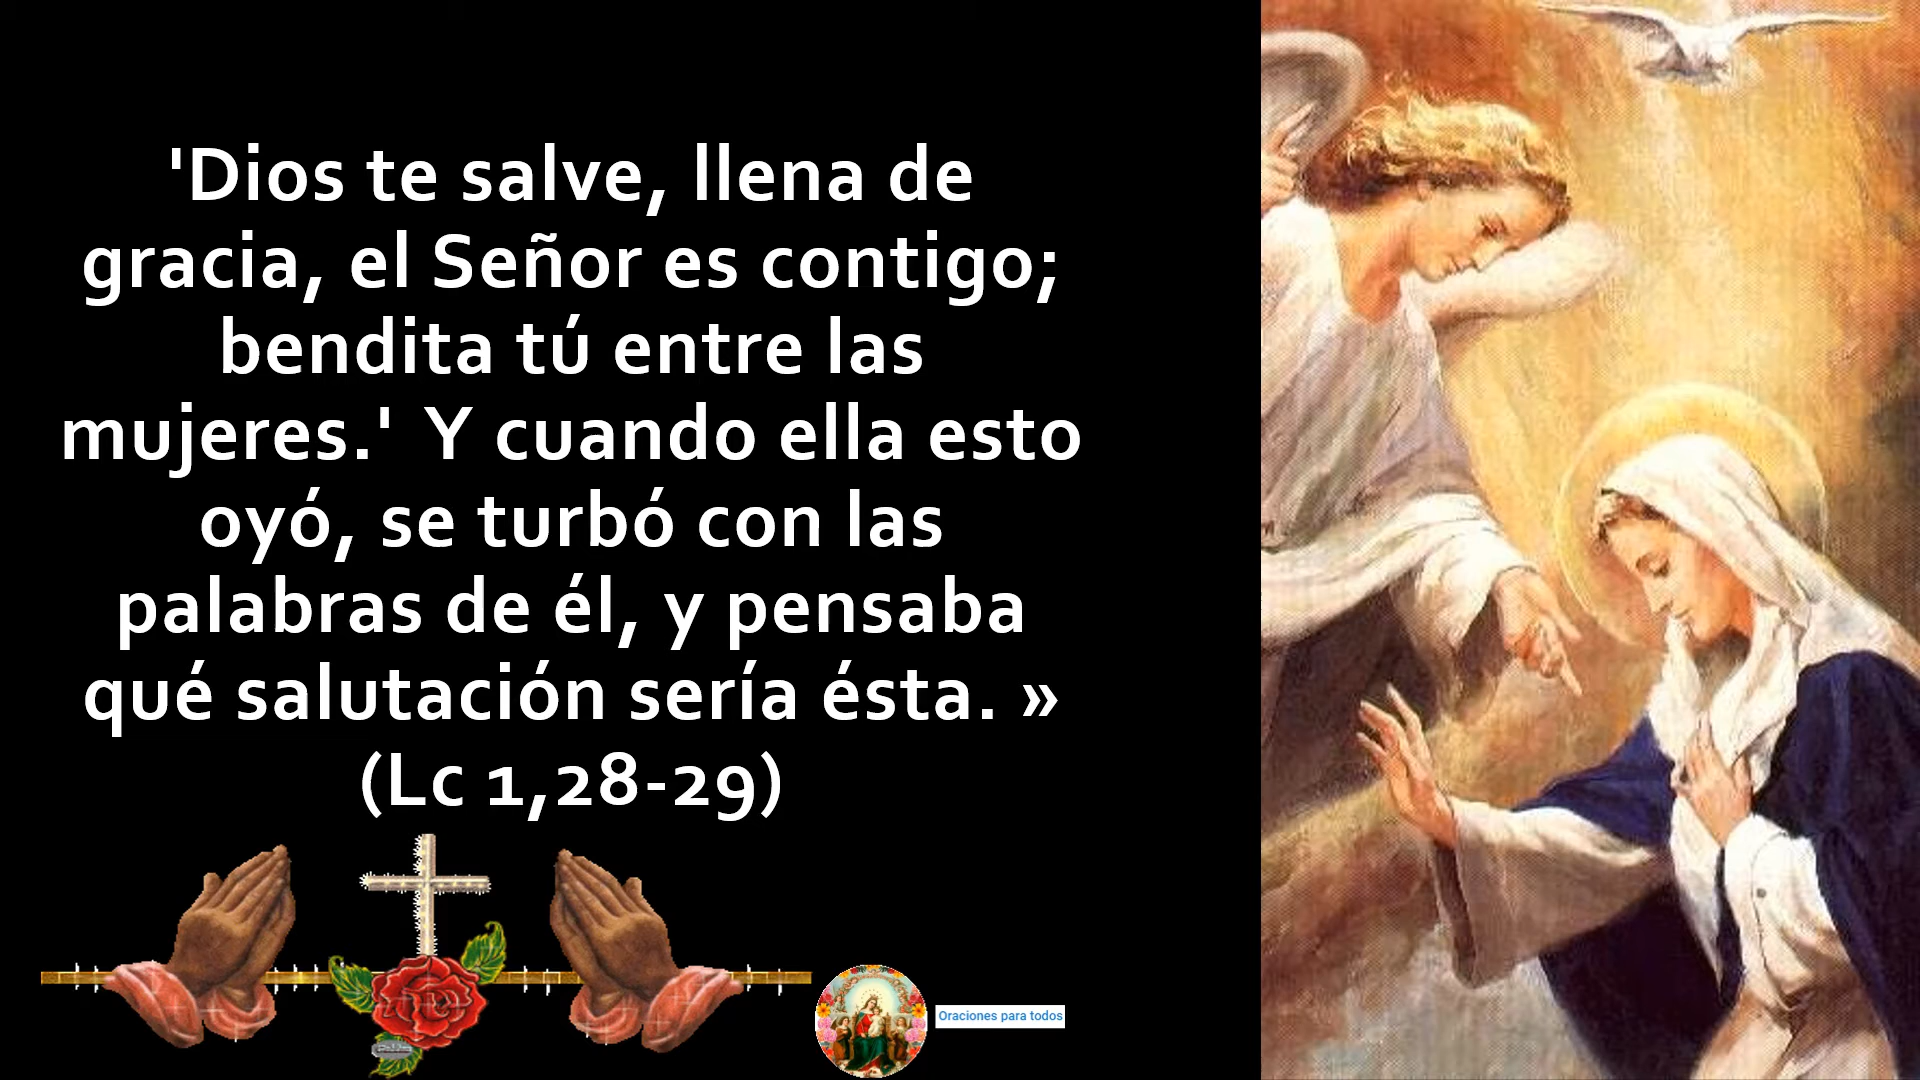 'Dios te salve, llena de
gracia, el Señor es contigo;
bendita tú entre las
mujeres.' Y cuando ella esto
oyó, se turbó con las
palabras de él, y pensaba
qué salutación sería ésta. »
(Lc 1,28-29)
Oraciones para todos